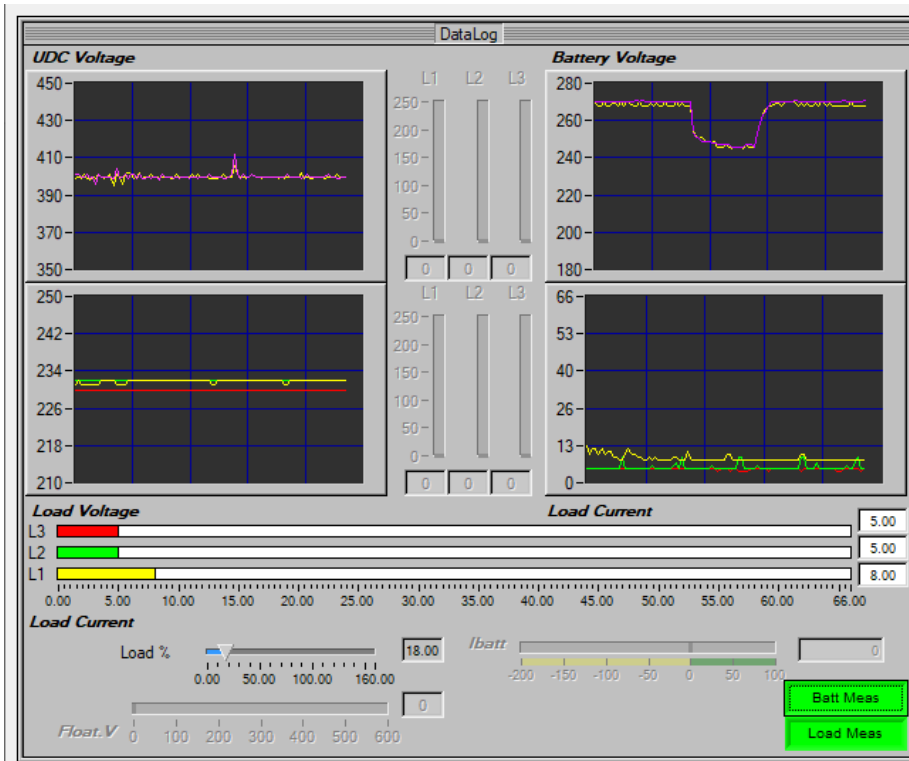 DataLog
UDC Voltage
Battery Voltage
450
430
410
390
370
350
L1 L2 L3
250
200
150
100
50
0
0 0 0
280
260
240
220
200
180
250
242
234
226
218
210
L1 L2 L3
250
200
150
100
50
0
0 0 0
66
53
40
26
13
0
Load Voltage
Load Current
L3 5.00
L2 5.00
L1 8.00
0.00 5.00 10.00 15.00 20.00 25.00 30.00 35.00 40.00 45.00 50.00 55.00 60.00 66.00
Load Current
Load % 18.00
0.00 50.00 100.00 160.00
Ibatt 0
-200 -150 -100 -50 0 50 100
Batt Meas
Float.V 0
0 100 200 300 400 500 600
Load Meas